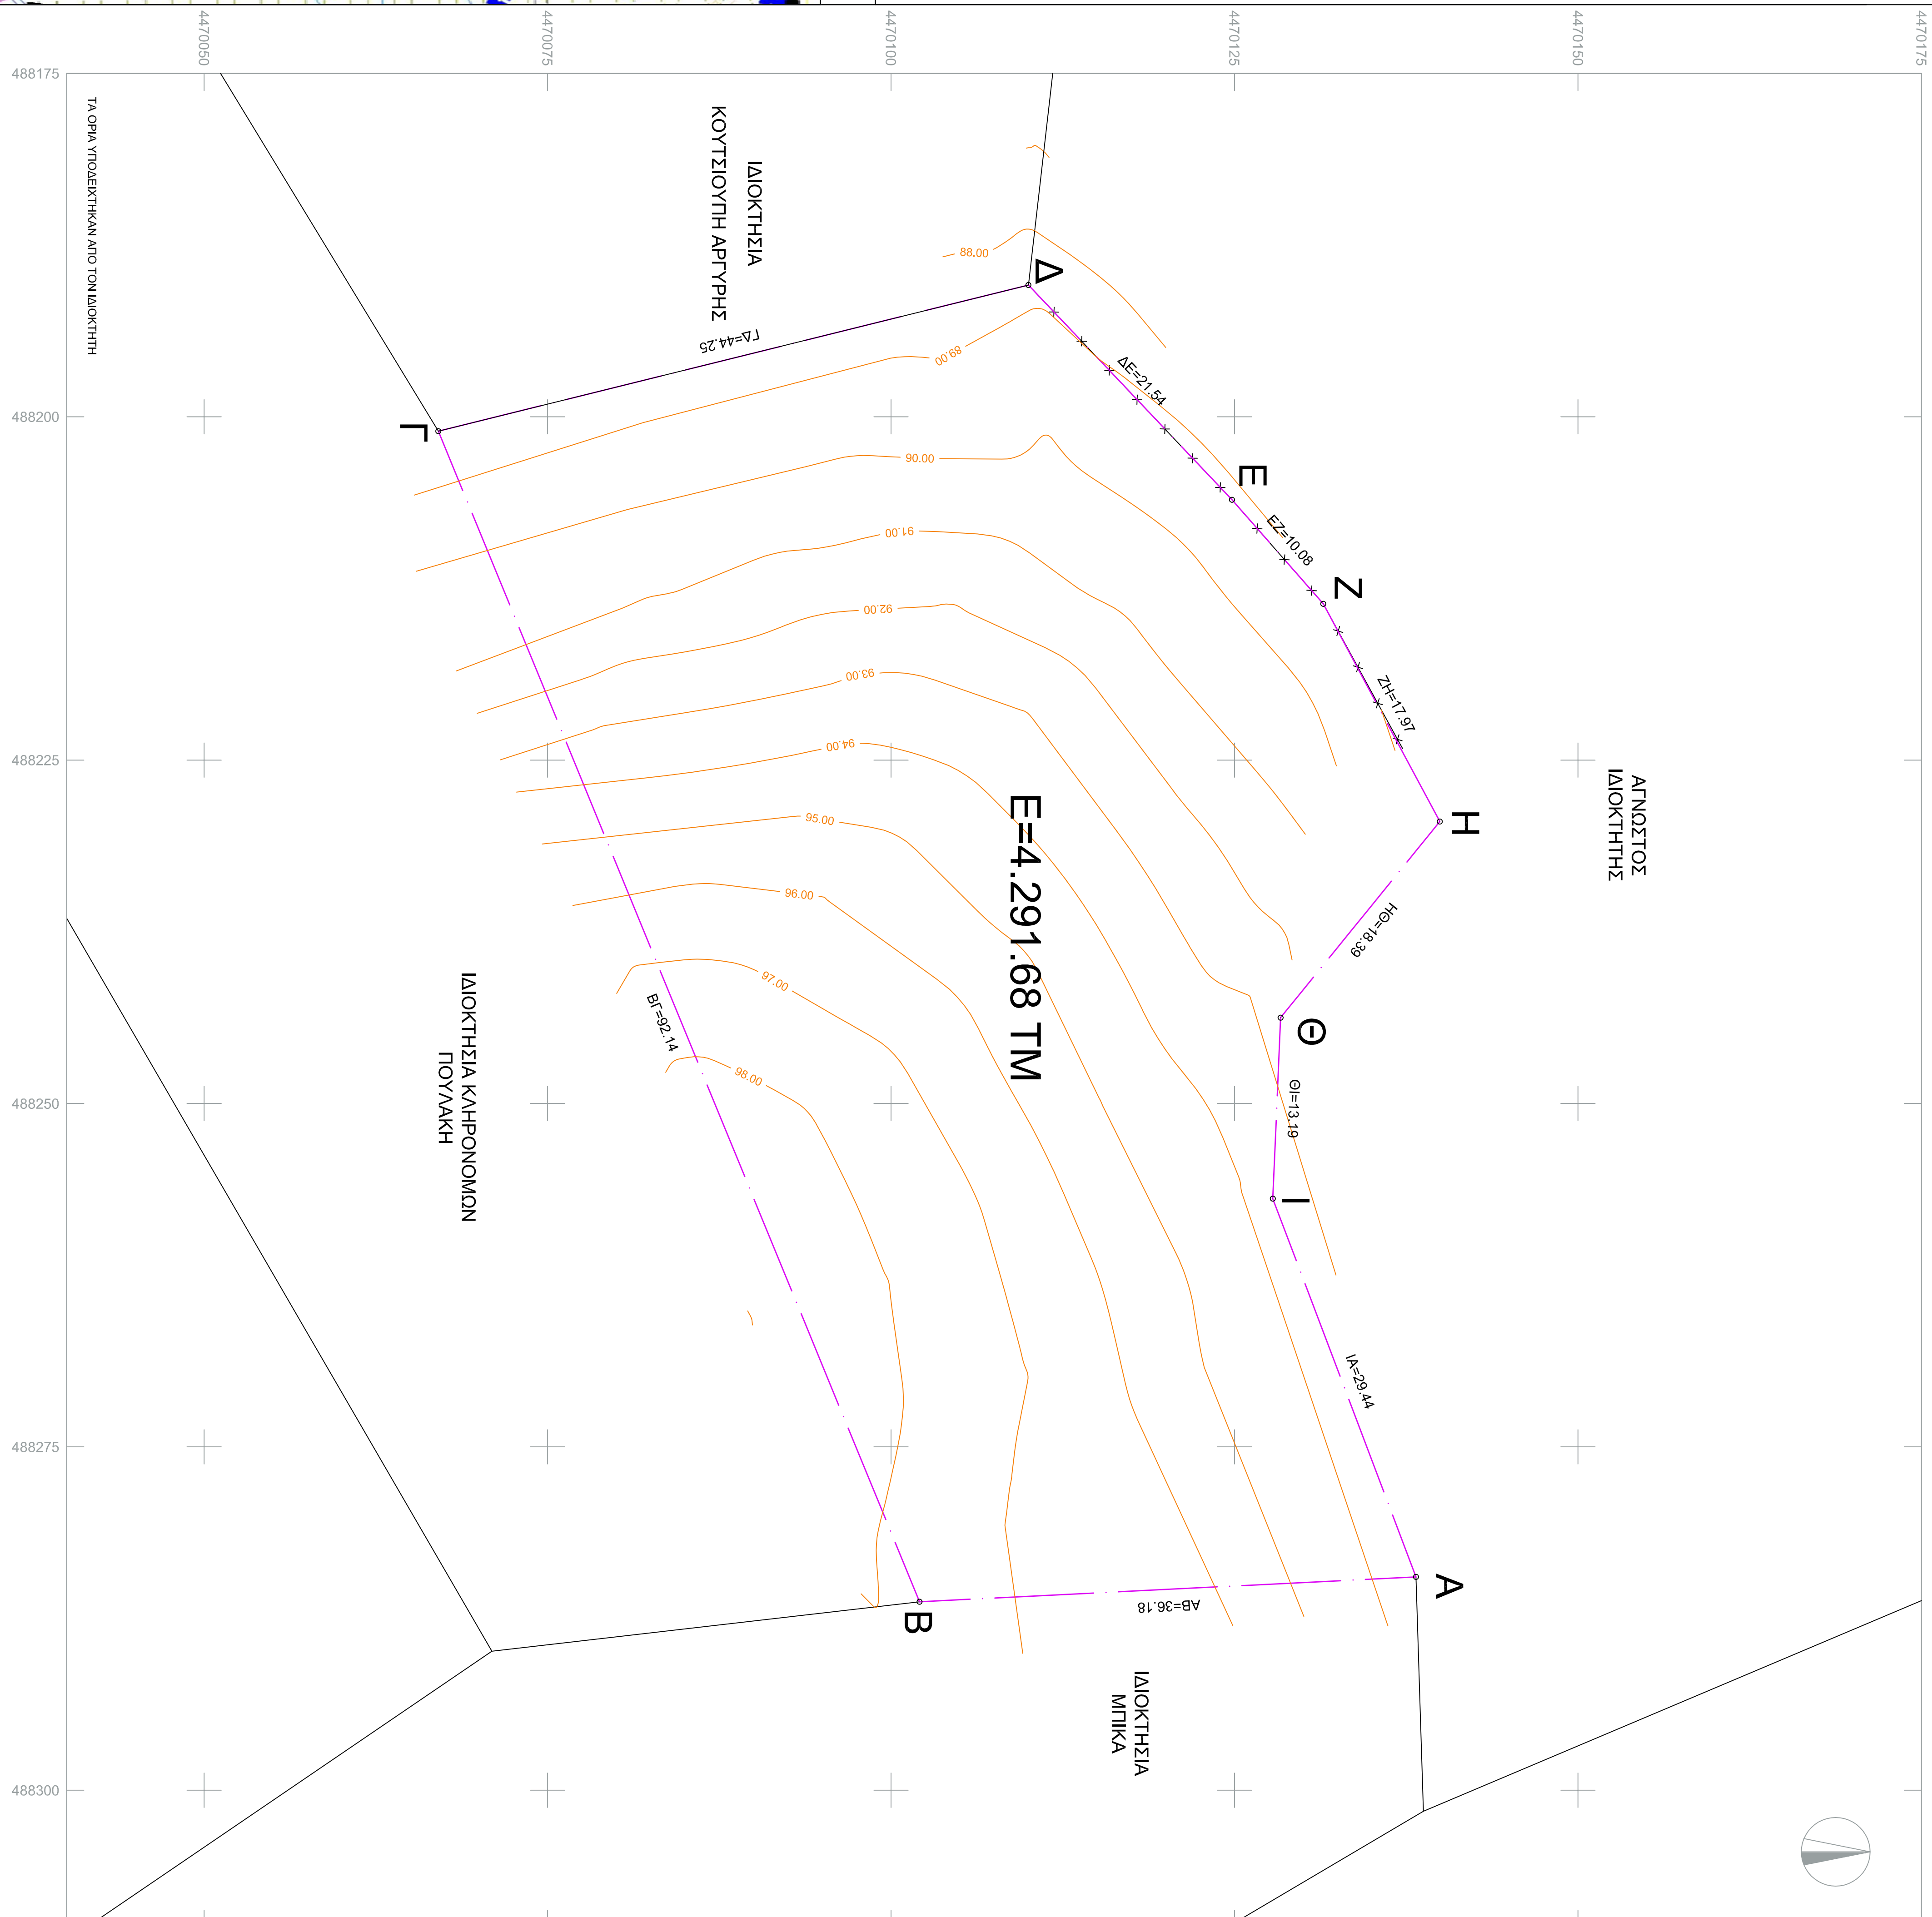 4470050
4470075
4470100
4470125
4470150
4470175
488175
488200
488225
488250
488275
488300
ΤΑ ΟΡΙΑ ΥΠΟΔΕΙΧΤΗΚΑΝ ΑΠΟ ΤΟΝ ΙΔΙΟΚΤΗΤΗ
ΙΔΙΟΚΤΗΣΙΑ
ΚΟΥΤΣΙΟΥΠΗ ΑΡΓΥΡΗΣ
88.00
Δ
ΓΔ=44.25
89.00
ΔΕ=21.54
Γ
90.00
Ε
ΕΖ=10.08
91.00
Ζ
92.00
93.00
ΖΗ=17.97
94.00
ΑΓΝΩΣΤΟΣ
ΙΔΙΟΚΤΗΤΗΣ
Η
95.00
Ε=4.291.68 ΤΜ
96.00
ΗΘ=18.39
97.00
ΒΓ=92.14
Θ
98.00
ΘΙ=13.19
ΙΔΙΟΚΤΗΣΙΑ ΚΛΗΡΟΝΟΜΩΝ
ΠΟΥΛΑΚΗ
Ι
ΙΑ=29.44
Α
ΑΒ=36.18
Β
ΙΔΙΟΚΤΗΣΙΑ
ΜΠΙΚΑ